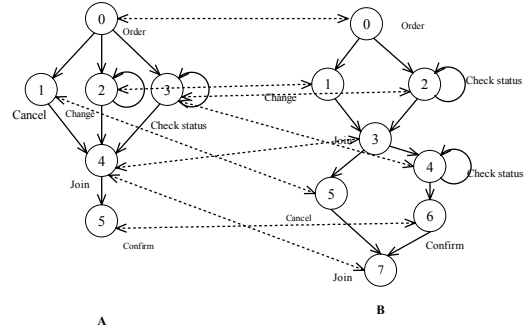 0
Order
0
Order
1
2
3
1
2
Check status
Cancel
Change
Check status
Change
Join
3
4
Join
4
Check status
5
Cancel
6
Confirm
5
Confirm
Join
7
A
B